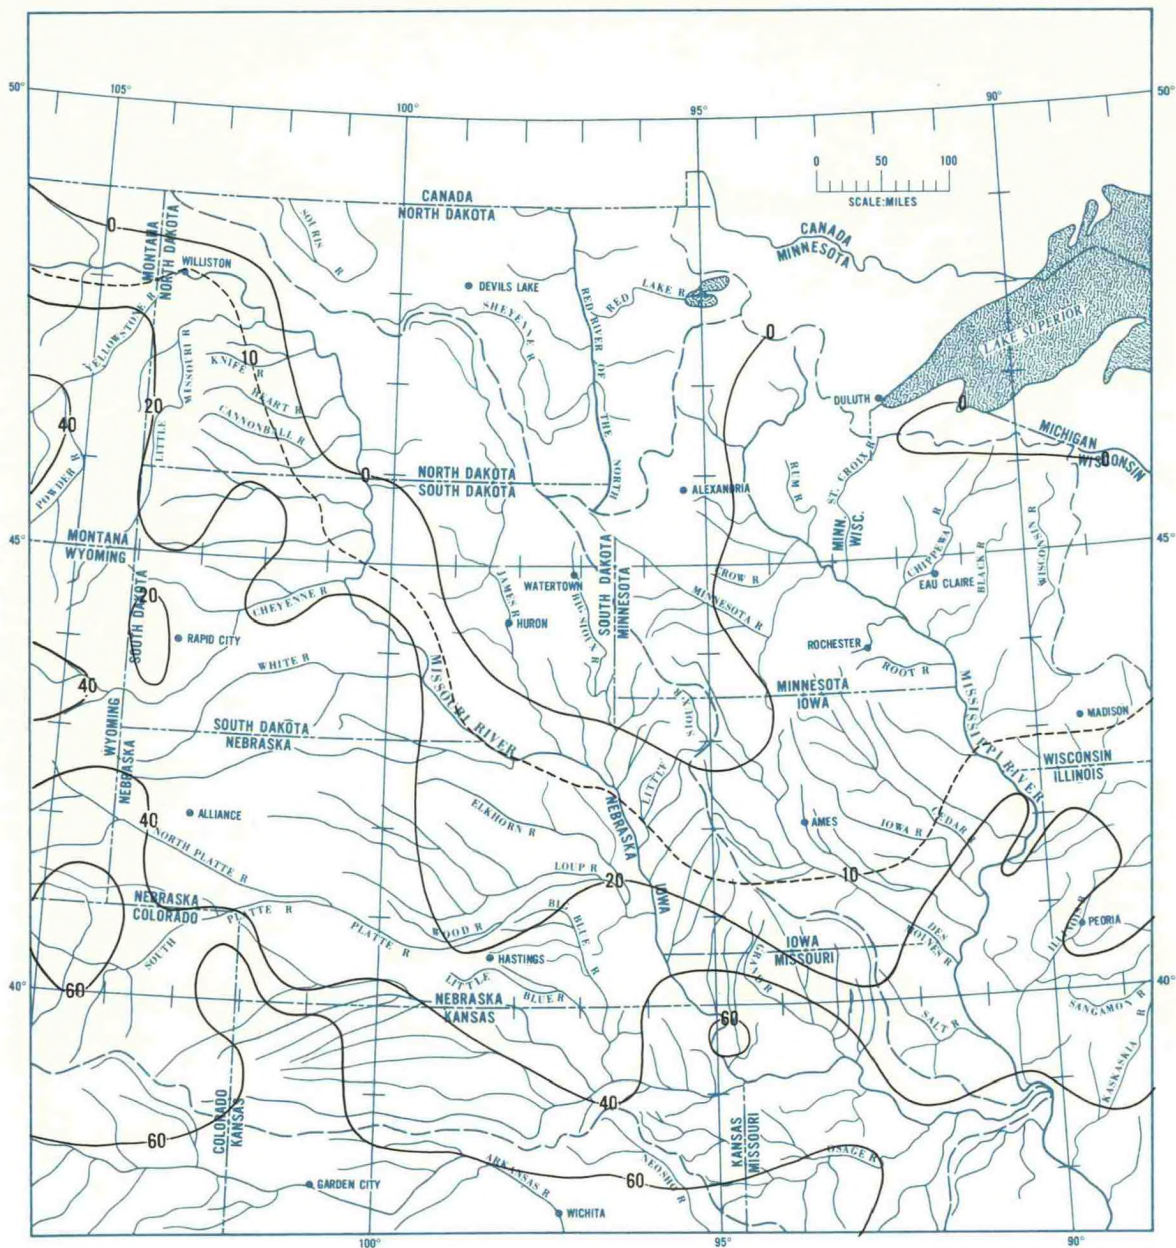 50°
105°
100°
95°
90°
50°
0 50 100
SCALE:MILES
CANADA
NORTH DAKOTA
0
MONTANA
NORTH DAKOTA
SOURIS R
CANADA
MINNESOTA
WILLISTON
DEVILS LAKE
RED LAKE R
SHEYENNE R
RED RIVER OF THE NORTH
YELLOWSTONE R
LITTLE MISSOURI R
LAKE SUPERIOR
0
10
KNIFE R
HEART R
20
CANNONBALL R
40
DULUTH
0
MICHIGAN
WISCONSIN
0
POWDER R
0
NORTH DAKOTA
SOUTH DAKOTA
ALEXANDRIA
RUM R
ST. CROIX R
MINN.
WISC.
CHIPPEWA R
WISCONSIN R
45°
MONTANA
WYOMING
45°
SOUTH DAKOTA
MINNESOTA
CROW R
BLACK R
EAU CLAIRE
WATERTOWN
JAMES R
BIG SIOUX R
MINNESOTA R
20
SOUTH DAKOTA
CHEYENNE R
HURON
RAPID CITY
ROCHESTER
ROOT R
WHITE R
MISSOURI RIVER
40
MINNESOTA
IOWA
MISSISSIPPI RIVER
MADISON
WYOMING
NEBRASKA
SOUTH DAKOTA
NEBRASKA
LITTLE SIOUX R
WISCONSIN
ILLINOIS
40
ALLIANCE
ELKHORN R
NEBRASKA
IOWA
AMES
IOWA R
CEDAR
NORTH PLATTE R
LOUP R
20
10
NEBRASKA
COLORADO
SOUTH PLATTE R
PLATTE R
WOOD R
BIG BLUE R
DES MOINES R
ILLINOIS R
PEORIA
HASTINGS
IOWA
MISSOURI
GRAND R
40°
60
LITTLE BLUE R
NEBRASKA
KANSAS
60
SALT R
SANGAMON R
40°
KASKASKIA R
40
COLORADO
KANSAS
60
KANSAS
MISSOURI
OSAGE R
NEOSHO R
ARKANSAS R
60
GARDEN CITY
WICHITA
100°
95°
90°